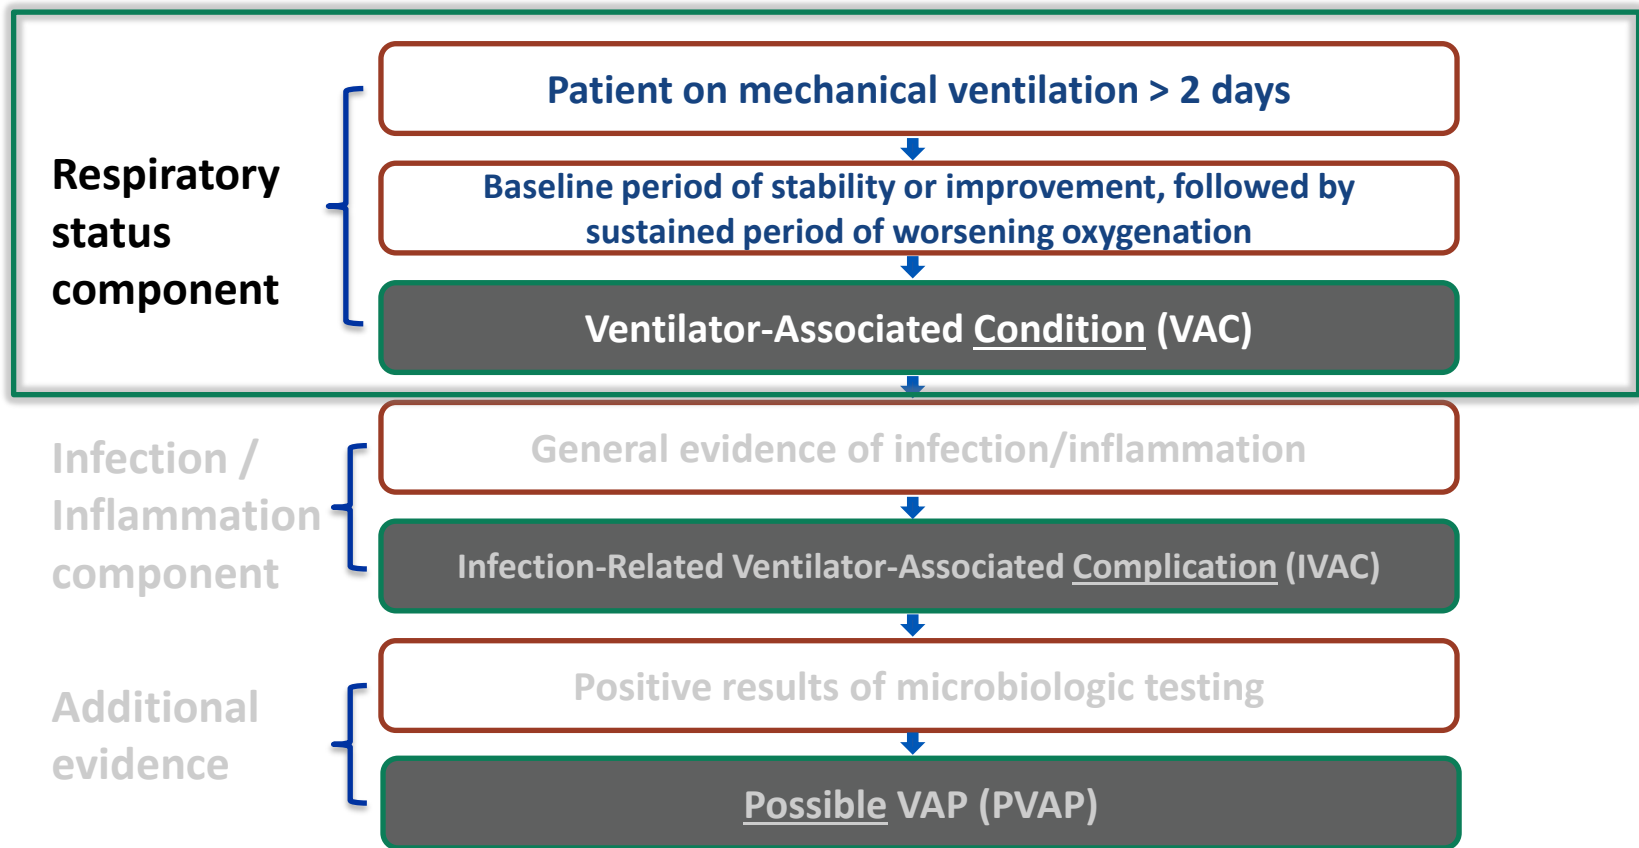 Respiratory
status
component
Patient on mechanical ventilation > 2 days
Baseline period of stability or improvement, followed by
sustained period of worsening oxygenation
Ventilator-Associated Condition (VAC)
Infection /
Inflammation
component
General evidence of infection/inflammation
Infection-Related Ventilator-Associated Complication (IVAC)
Additional
evidence
Positive results of microbiologic testing
Possible VAP (PVAP)